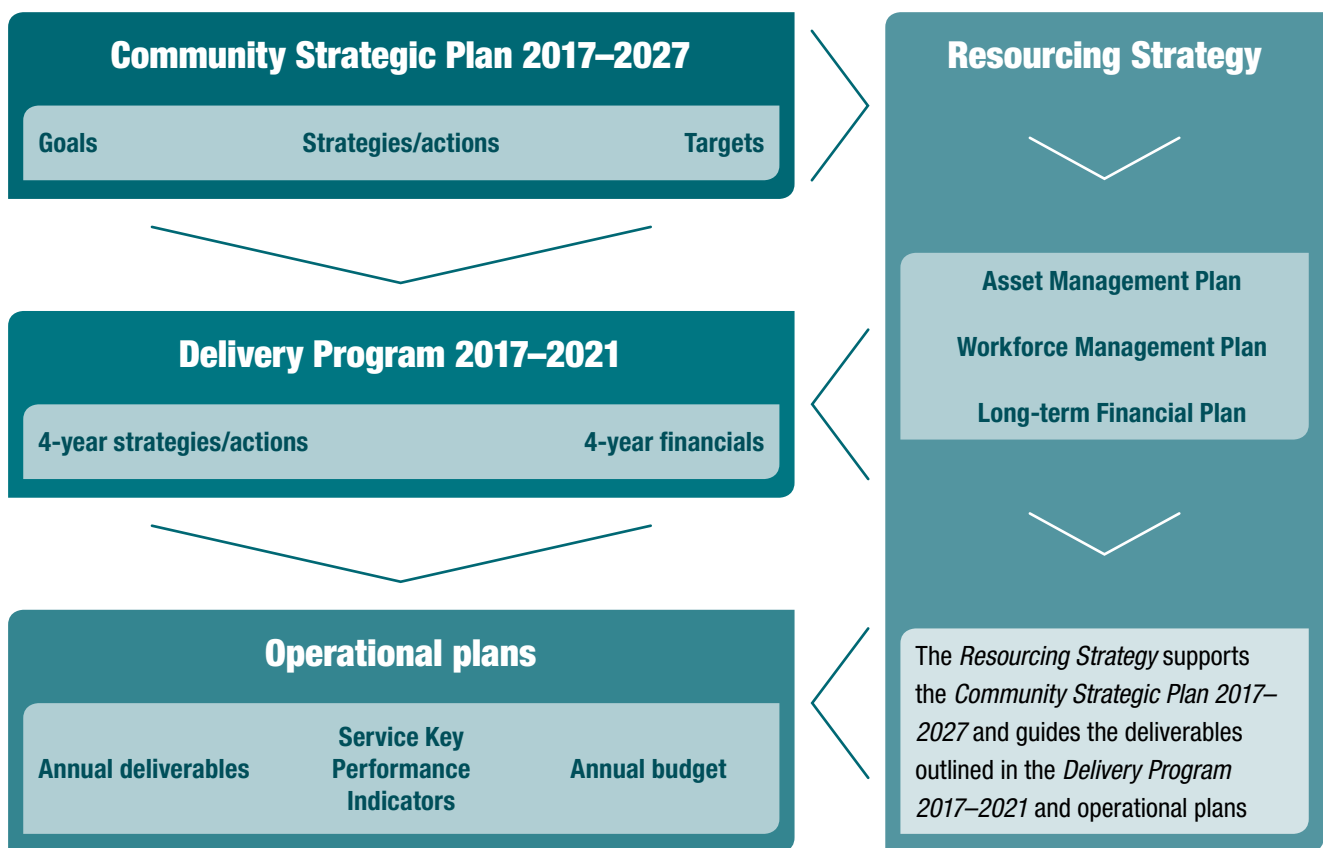 Community Strategic Plan 2017–2027
Goals
Strategies/actions
Targets
Delivery Program 2017–2021
4-year strategies/actions
4-year financials
Operational plans
Annual deliverables
Service Key
Performance
Indicators
Annual budget
Resourcing Strategy
Asset Management Plan
Workforce Management Plan
Long-term Financial Plan
The Resourcing Strategy supports
the Community Strategic Plan 2017–
2027 and guides the deliverables
outlined in the Delivery Program
2017–2021 and operational plans